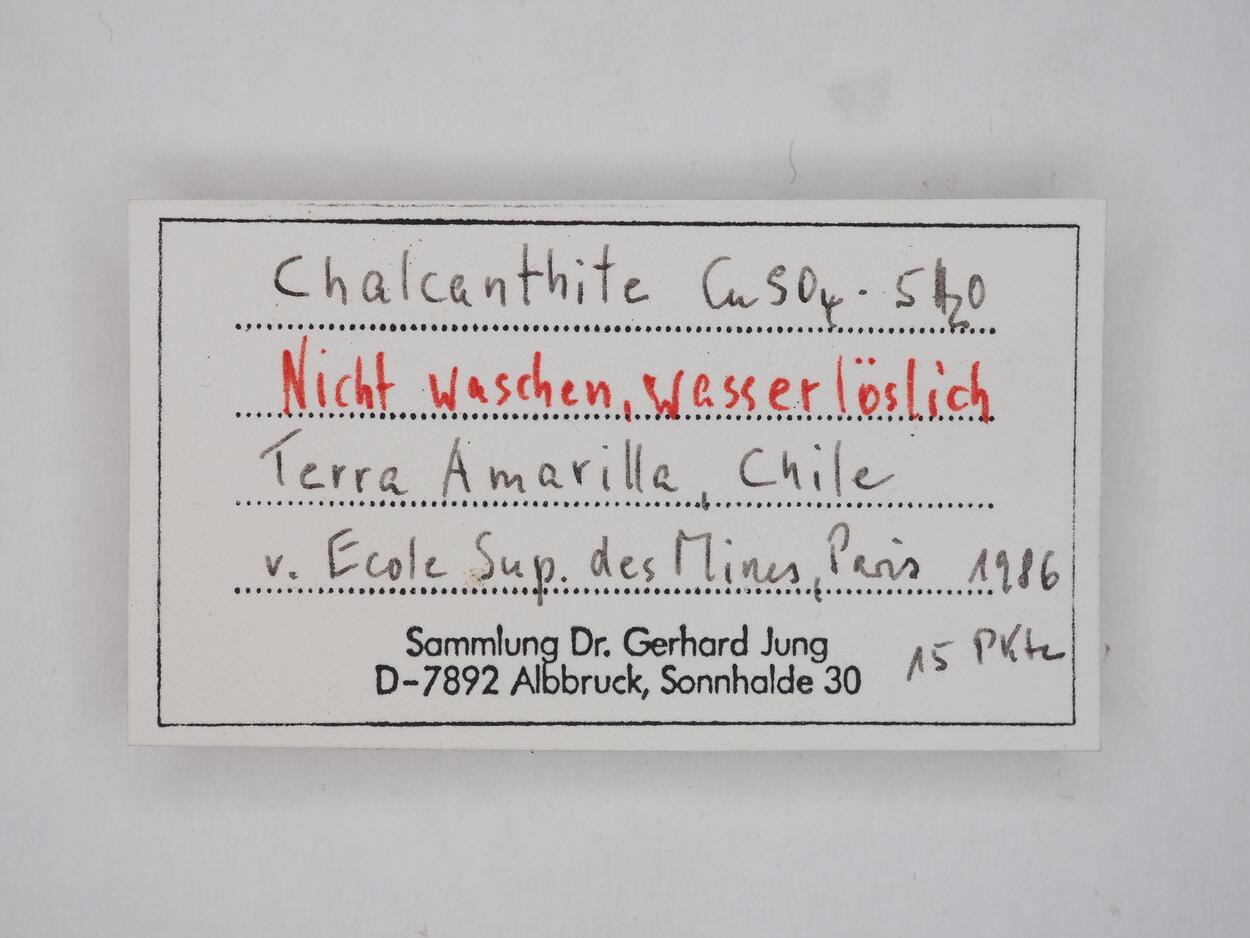 Chalcanthite CuSO4 · 5H2O
Nicht waschen, wasserlöslich
Terra Amarilla, Chile
v. Ecole Sup. des Mines, Paris 1986
Sammlung Dr. Gerhard Jung
15 PKte
D-7892 Albbruck, Sonnhalde 30